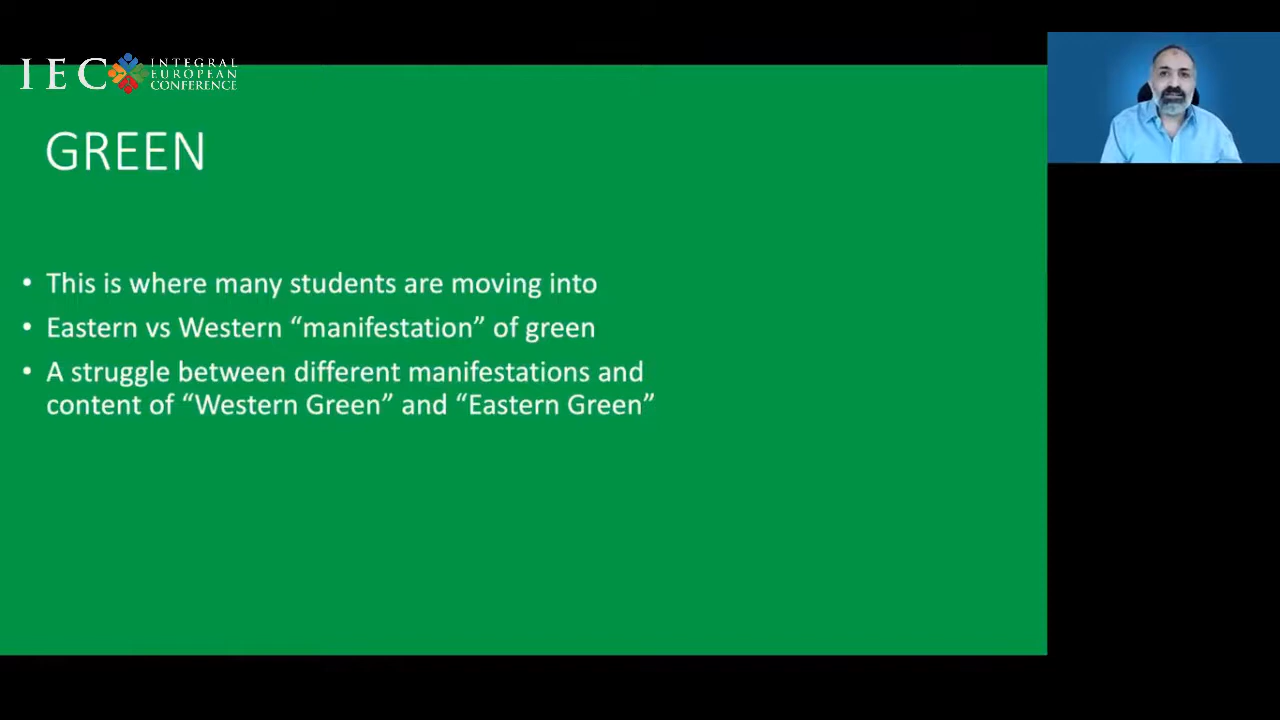 IEC INTEGRAL
EUROPEAN
CONFERENCE
GREEN
• This is where many students are moving into
• Eastern vs Western “manifestation” of green
• A struggle between different manifestations and
content of “Western Green” and “Eastern Green”